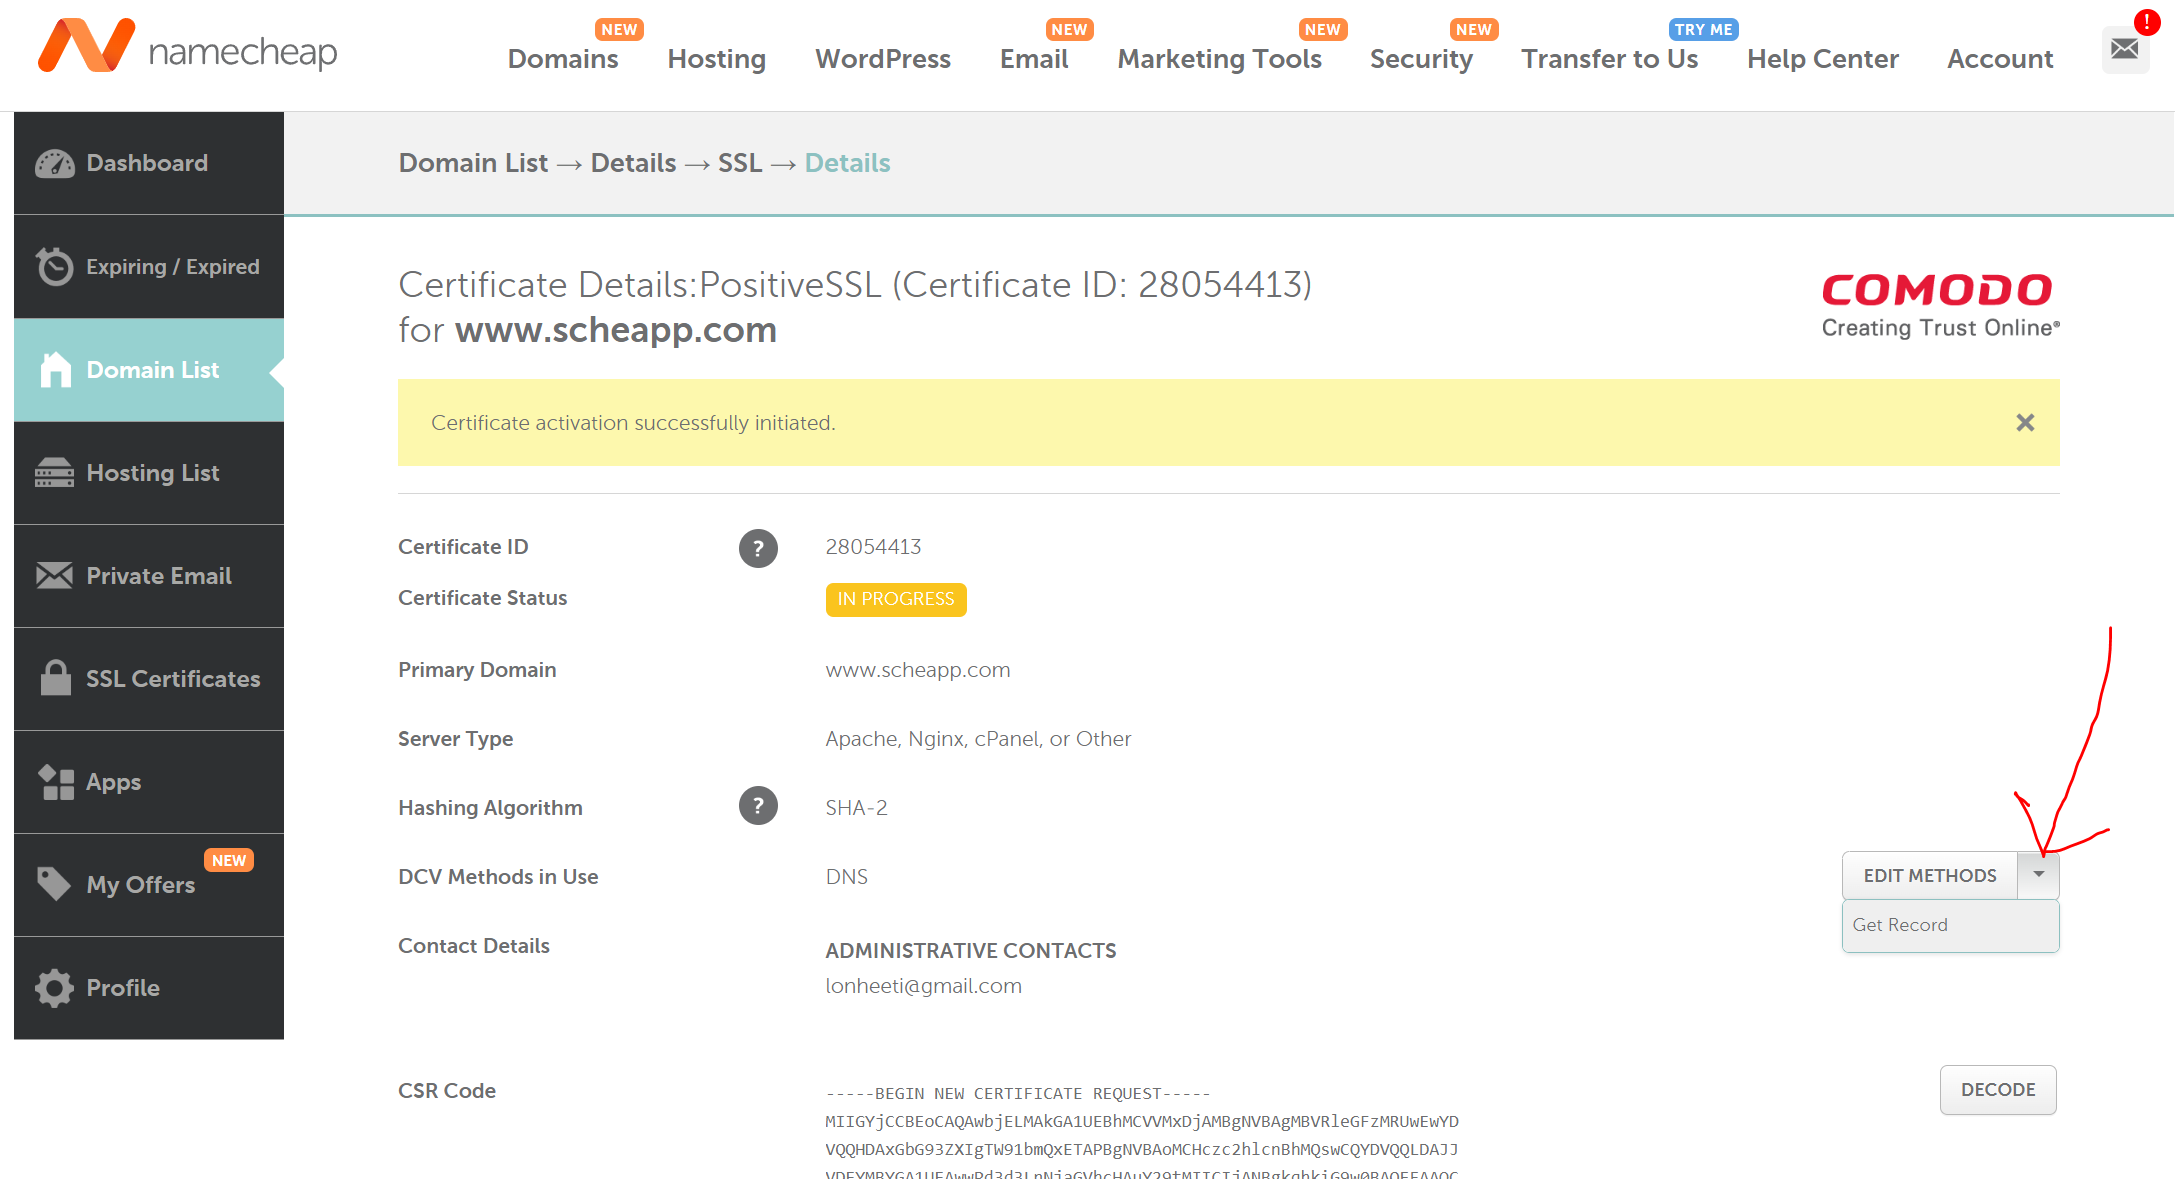 namecheap
NEW
NEW
NEW
NEW
TRY ME
!
Domains Hosting WordPress Email Marketing Tools Security Transfer to Us Help Center Account
Dashboard
Expiring / Expired
Domain List
Hosting List
Private Email
SSL Certificates
Apps
NEW
My Offers
Profile
Domain List → Details → SSL → Details
Certificate Details:PositiveSSL (Certificate ID: 28054413)
for www.scheapp.com
COMODO
Creating Trust Online®
Certificate activation successfully initiated.
Certificate ID ? 28054413
Certificate Status IN PROGRESS
Primary Domain www.scheapp.com
Server Type Apache, Nginx, cPanel, or Other
Hashing Algorithm ? SHA-2
DCV Methods in Use DNS EDIT METHODS
Get Record
Contact Details ADMINISTRATIVE CONTACTS
lonheeti@gmail.com
CSR Code DECODE
-----BEGIN NEW CERTIFICATE REQUEST-----
MIIGYjCCBEoCAQAwbjELMAkGA1UEBhMCVVMxDjAMBgNVBAgMBVRleGFzMRUwEwYD
VQQHDAxGbG93ZXIgTW91bmQxETAPBgNVBAoMCHczc2hlcnBhMQswCQYDVQQLDAJJ